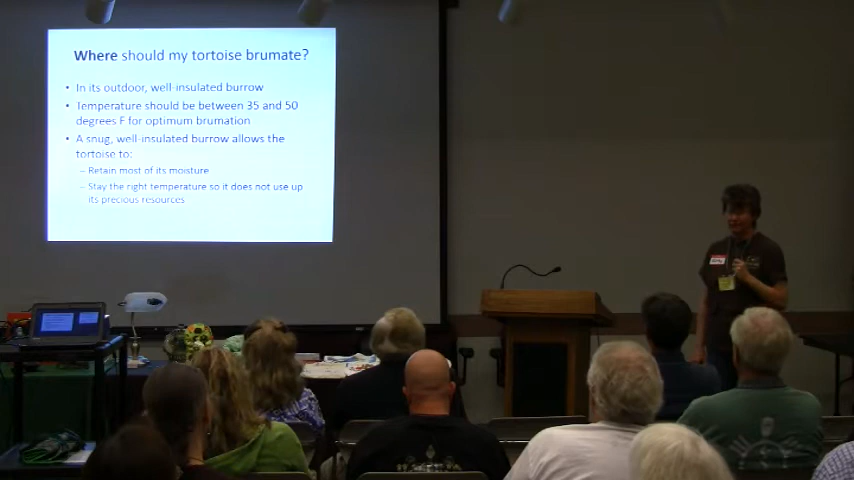 Where should my tortoise brumate?
• In its outdoor, well-insulated burrow
• Temperature should be between 35 and 50
degrees F for optimum brumation
• A snug, well-insulated burrow allows the
tortoise to:
– Retain most of its moisture
– Stay the right temperature so it does not use up
its precious resources